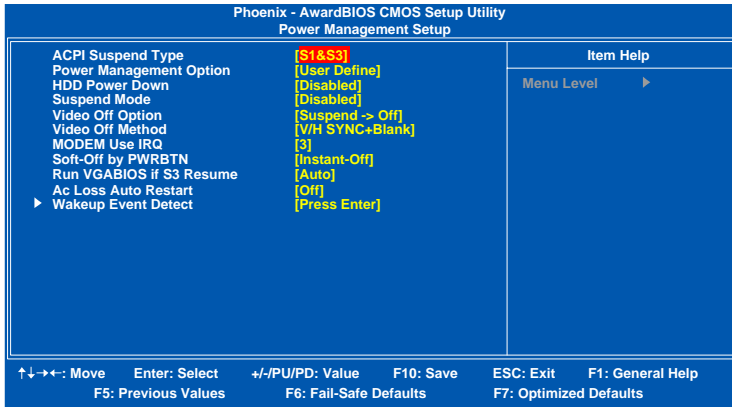 Phoenix - AwardBIOS CMOS Setup Utility
Power Management Setup
ACPI Suspend Type [S1&S3]
Power Management Option [User Define]
HDD Power Down [Disabled]
Suspend Mode [Disabled]
Video Off Option [Suspend -> Off]
Video Off Method [V/H SYNC+Blank]
MODEM Use IRQ [3]
Soft-Off by PWRBTN [Instant-Off]
Run VGABIOS if S3 Resume [Auto]
Ac Loss Auto Restart [Off]
Wakeup Event Detect [Press Enter]
Item Help
Menu Level
↑↓→←: Move Enter: Select +/-/PU/PD: Value F10: Save ESC: Exit F1: General Help
F5: Previous Values F6: Fail-Safe Defaults F7: Optimized Defaults